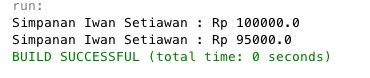 run:
Simpanan Iwan Setiawan : Rp 100000.0
Simpanan Iwan Setiawan : Rp 95000.0
BUILD SUCCESSFUL (total time: 0 seconds)